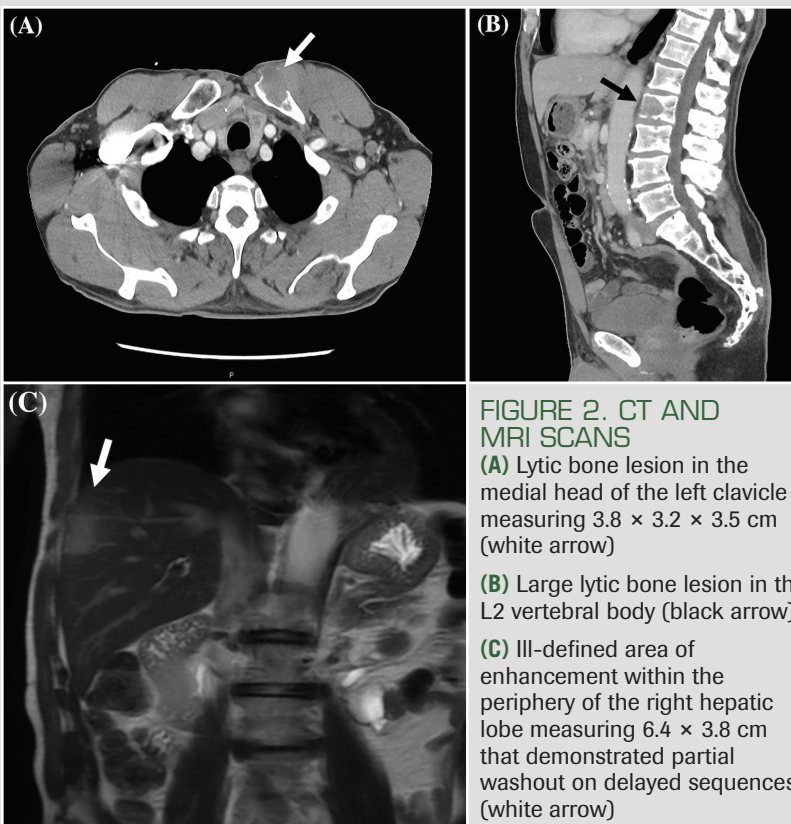 (A)
(B)
P
(C)
FIGURE 2. CT AND
MRI SCANS
(A) Lytic bone lesion in the
medial head of the left clavicle
measuring 3.8 × 3.2 × 3.5 cm
(white arrow)
(B) Large lytic bone lesion in th
L2 vertebral body (black arrow)
(C) Ill-defined area of
enhancement within the
periphery of the right hepatic
lobe measuring 6.4 × 3.8 cm
that demonstrated partial
washout on delayed sequences
(white arrow)